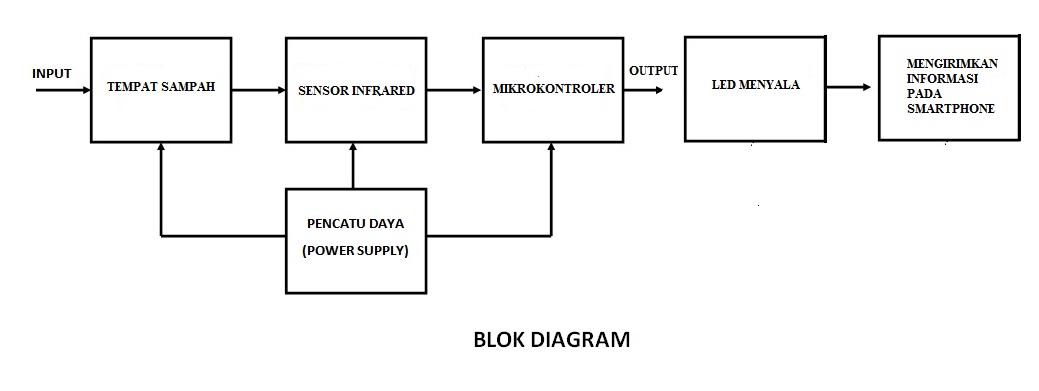 INPUT
TEMPAT SAMPAH
SENSOR INFRARED
MIKROKONTROLER
OUTPUT
LED MENYALA
MENGIRIMKAN
INFORMASI
PADA
SMARTPHONE
PENCATU DAYA
(POWER SUPPLY)
BLOK DIAGRAM